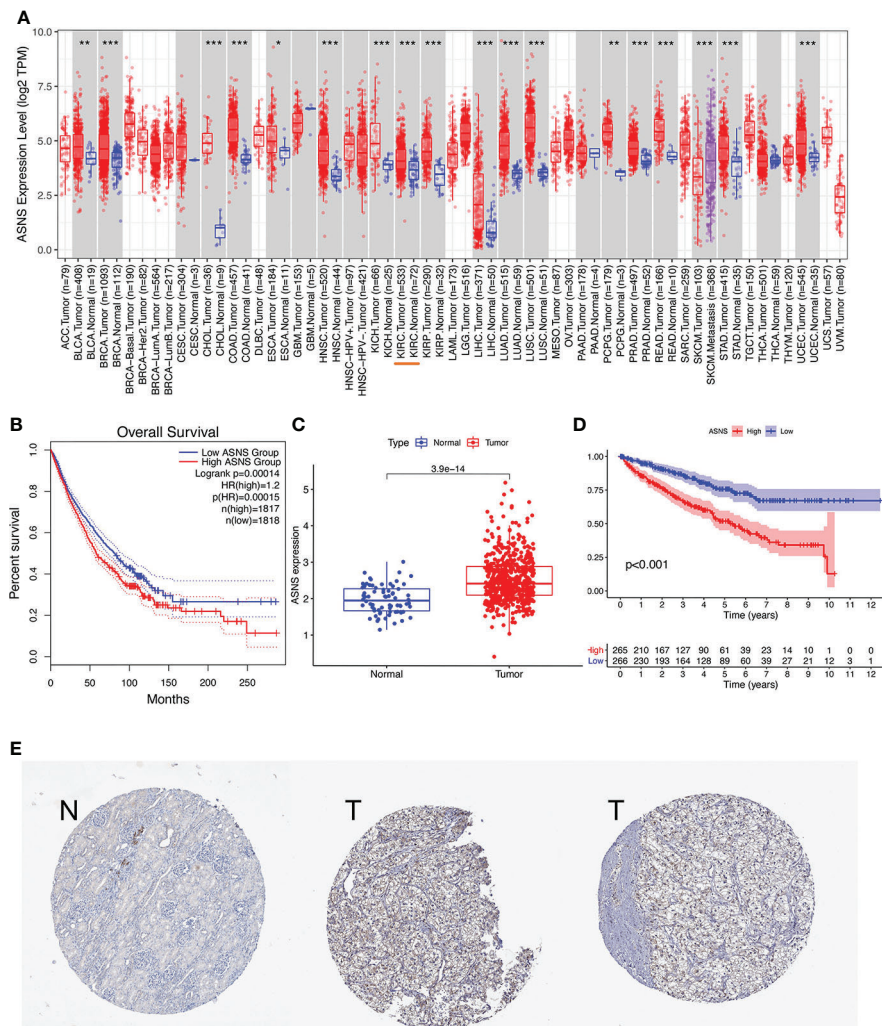 A
ASNS Expression Level (log2 TPM)
10.0
7.5
5.0
2.5
0.0
** *** *** *** * *** *** *** *** *** *** *** ** *** *** *** *** ***
ACC.Tumor (n=79)
BLCA.Tumor (n=408)
BLCA.Normal (n=19)
BRCA.Tumor (n=1093)
BRCA.Normal (n=112)
BRCA-Basal.Tumor (n=190)
BRCA-Her2.Tumor (n=82)
BRCA-LumA.Tumor (n=564)
BRCA-LumB.Tumor (n=217)
CESC.Tumor (n=304)
CESC.Normal (n=3)
CHOL.Tumor (n=36)
CHOL.Normal (n=9)
COAD.Tumor (n=457)
COAD.Normal (n=41)
DLBC.Tumor (n=48)
ESCA.Tumor (n=184)
ESCA.Normal (n=11)
GBM.Tumor (n=153)
GBM.Normal (n=5)
HNSC.Tumor (n=520)
HNSC.Normal (n=44)
HNSC-HPV+.Tumor (n=97)
HNSC-HPV-.Tumor (n=421)
KICH.Tumor (n=66)
KICH.Normal (n=25)
KIRC.Tumor (n=533)
KIRC.Normal (n=72)
KIRP.Tumor (n=290)
KIRP.Normal (n=32)
LAML.Tumor (n=173)
LGG.Tumor (n=516)
LIHC.Tumor (n=371)
LIHC.Normal (n=50)
LUAD.Tumor (n=515)
LUAD.Normal (n=59)
LUSC.Tumor (n=501)
LUSC.Normal (n=51)
MESO.Tumor (n=87)
OV.Tumor (n=303)
PAAD.Tumor (n=178)
PAAD.Normal (n=4)
PCPG.Tumor (n=179)
PCPG.Normal (n=3)
PRAD.Tumor (n=497)
PRAD.Normal (n=52)
READ.Tumor (n=166)
READ.Normal (n=10)
SARC.Tumor (n=259)
SKCM.Tumor (n=103)
SKCM.Metastasis (n=368)
STAD.Tumor (n=415)
STAD.Normal (n=35)
TGCT.Tumor (n=150)
THCA.Tumor (n=501)
THCA.Normal (n=59)
THYM.Tumor (n=120)
UCEC.Tumor (n=545)
UCEC.Normal (n=35)
UCS.Tumor (n=57)
UVM.Tumor (n=80)
B
Overall Survival
Low ASNS Group
High ASNS Group
Logrank p=0.00014
HR(high)=1.2
p(HR)=0.00015
n(high)=1817
n(low)=1818
Percent survival
1.0
0.8
0.6
0.4
0.2
0.0
0 50 100 150 200 250
Months
C
Type Normal Tumor
3.9e-14
ASNS expression
5
4
3
2
1
Normal Tumor
D
ASNS High Low
1.00
0.75
0.50
0.25
0.00
p<0.001
0 1 2 3 4 5 6 7 8 9 10 11 12
Time (years)
High 265 210 167 127 90 61 39 23 14 10 1 0 0
Low 266 230 193 164 128 89 60 39 27 21 12 3 1
0 1 2 3 4 5 6 7 8 9 10 11 12
Time (years)
E
N T T